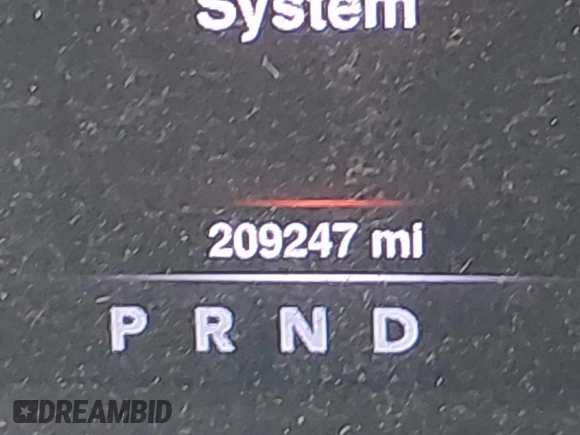 System
209247 mi
P R N D
DREAMBID